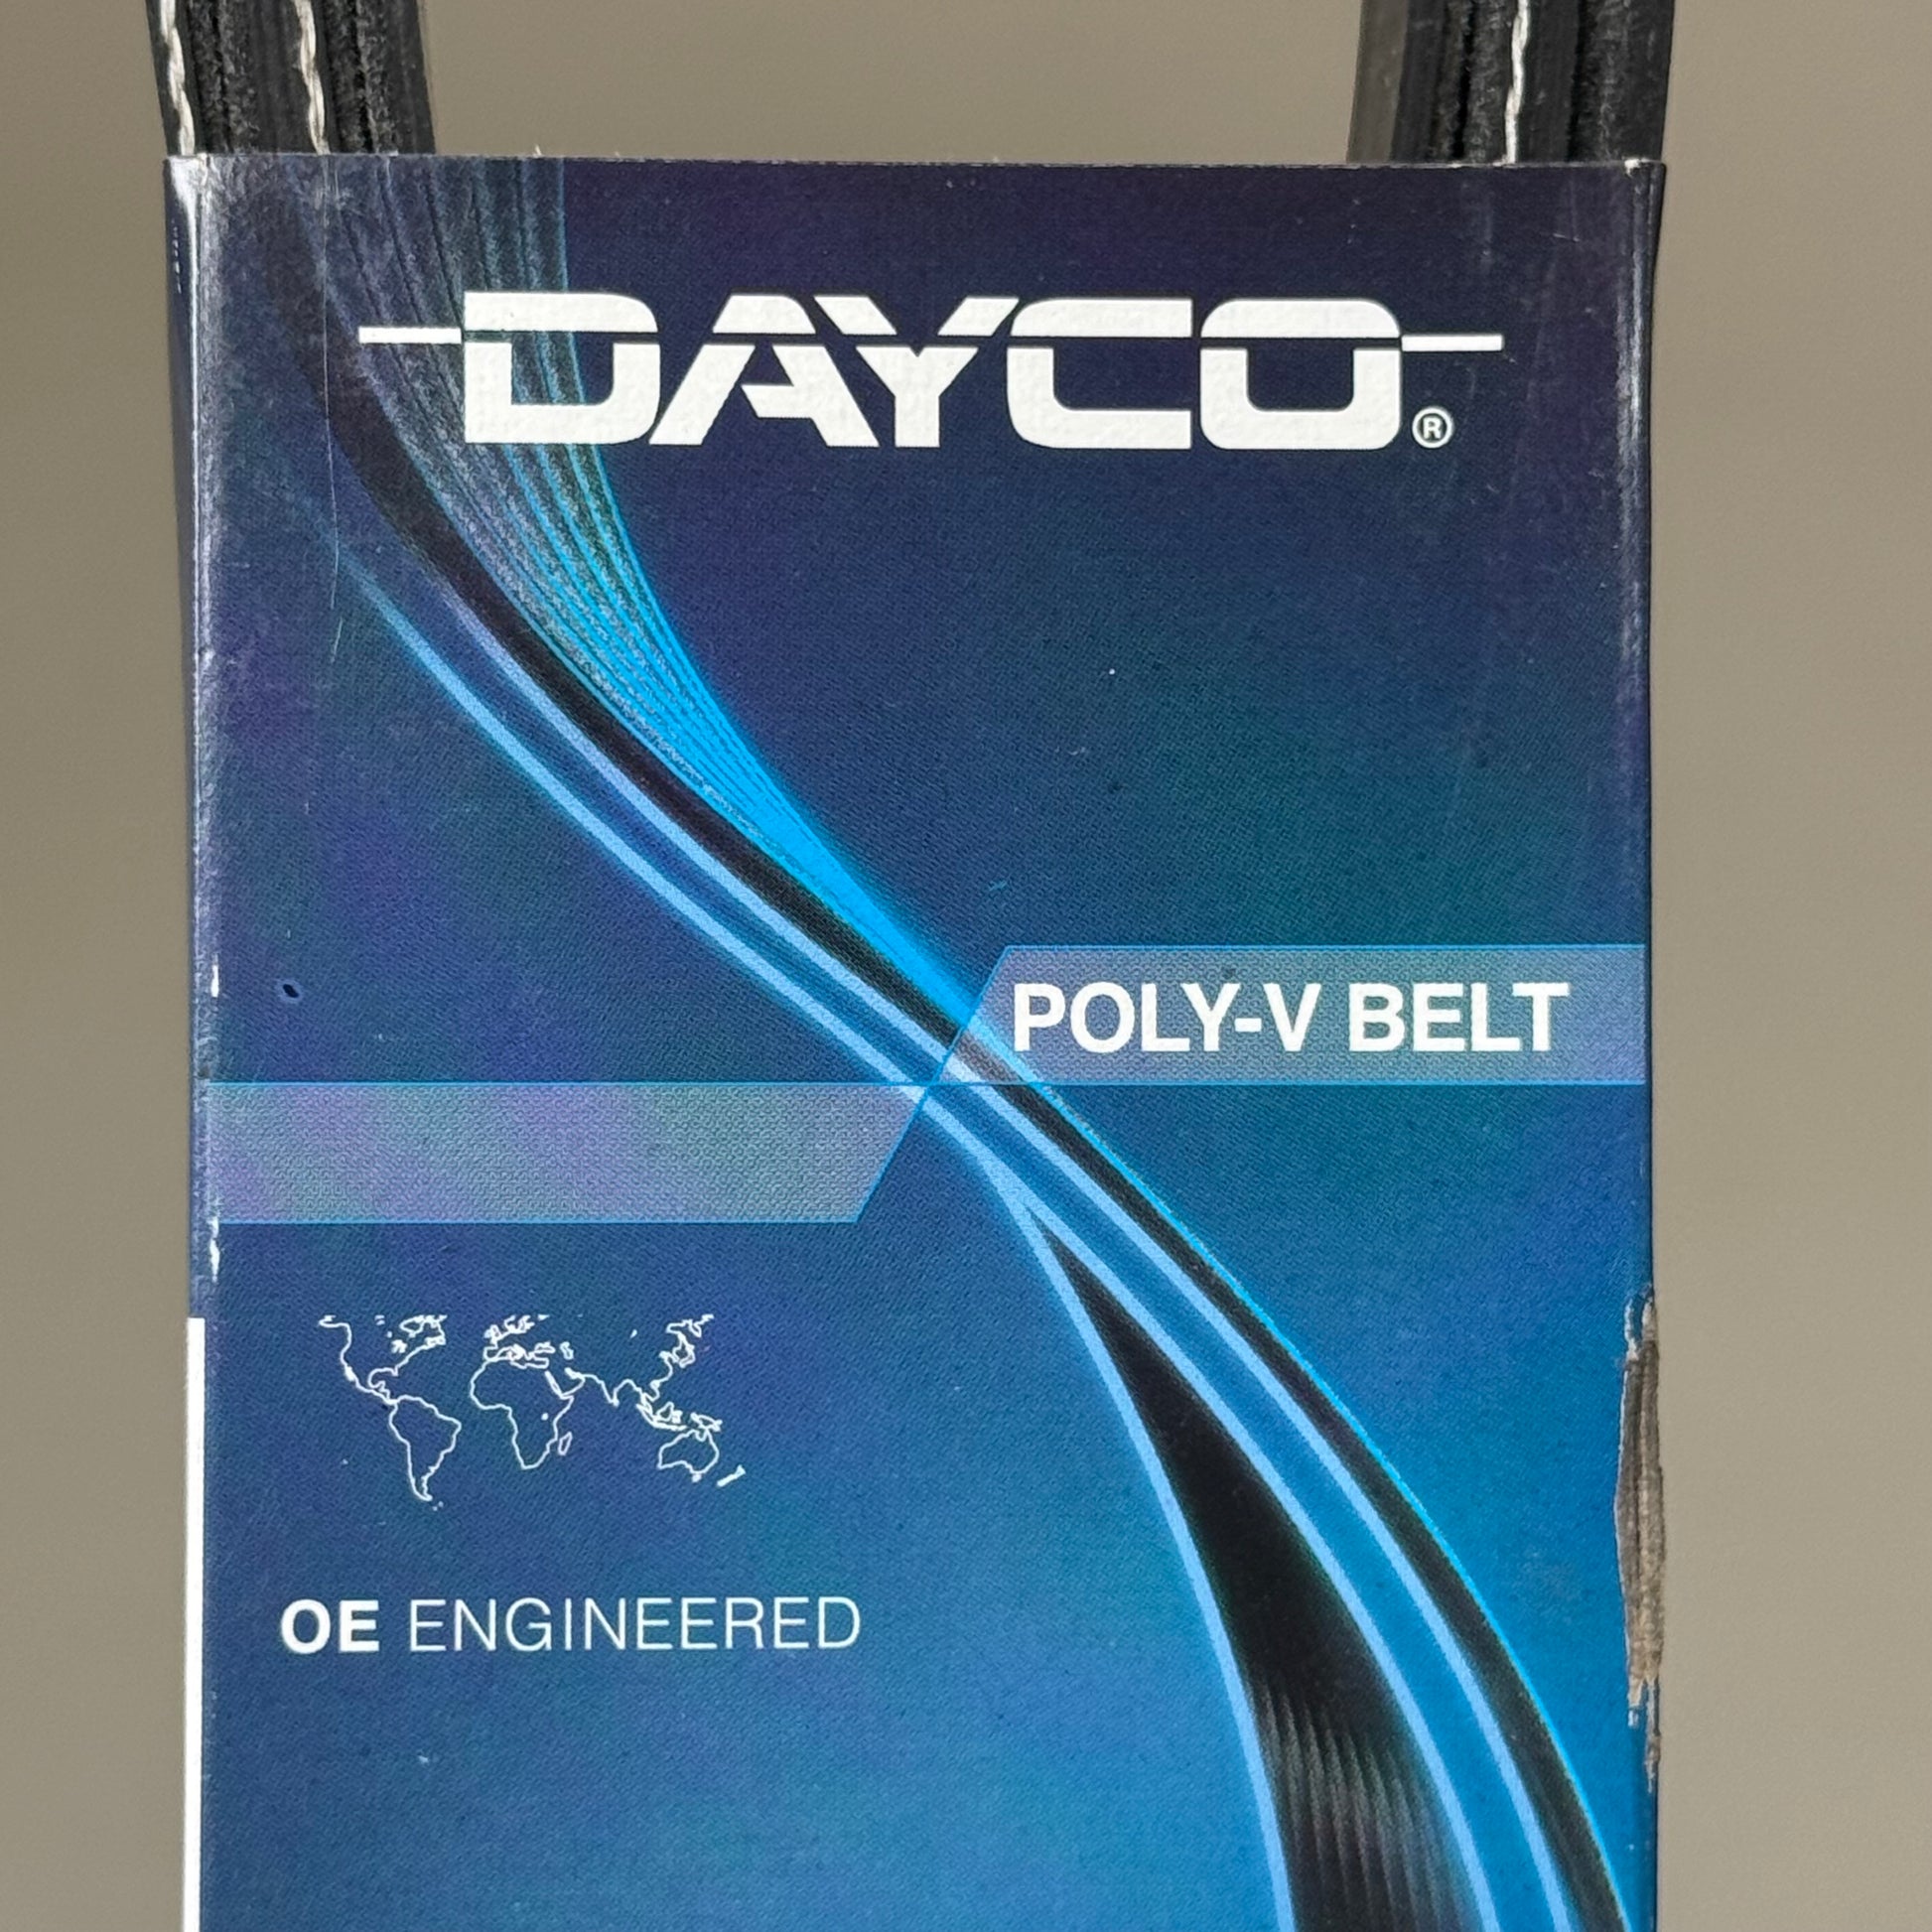 DAYCO®
POLY-V BELT
OE ENGINEERED